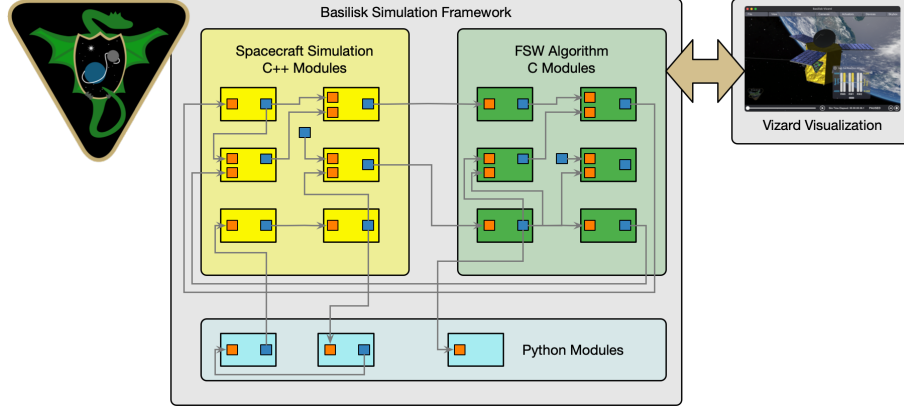 Basilisk Simulation Framework
Spacecraft Simulation
C++ Modules
FSW Algorithm
C Modules
Vizard Visualization
Python Modules